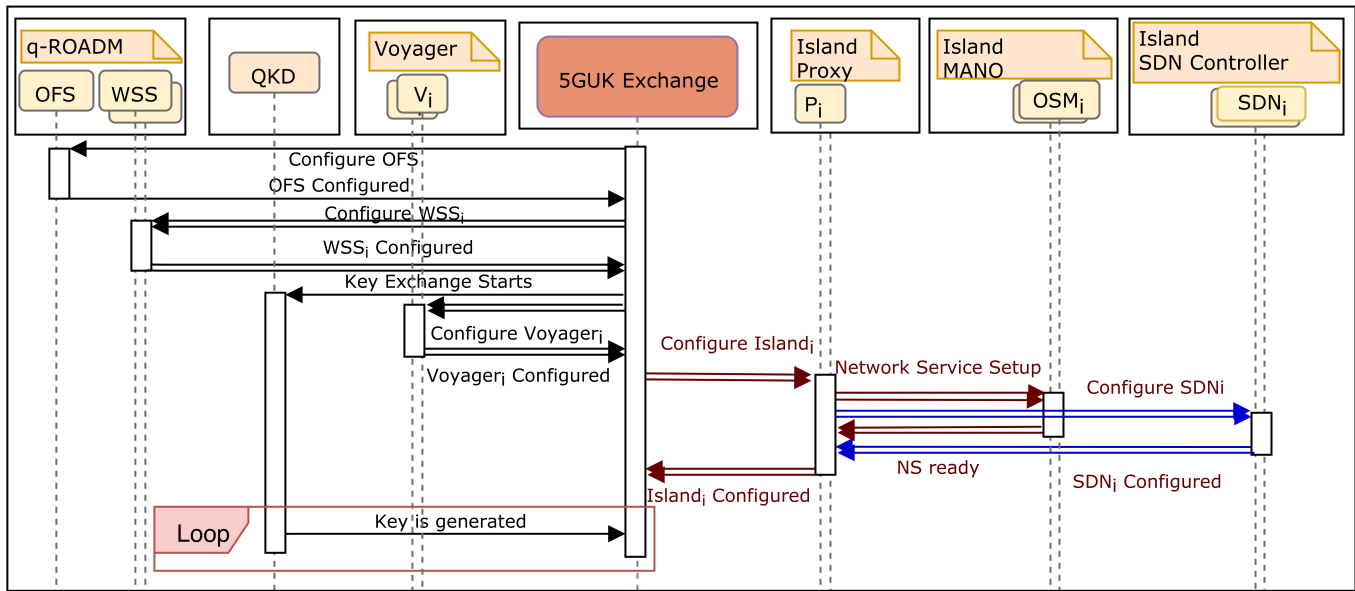 q-ROADM
OFS
WSS
QKD
Voyager
Vi
5GUK Exchange
Island
Proxy
Pi
Island
MANO
OSMi
Island
SDN Controller
SDNi
Configure OFS
OFS Configured
Configure WSSi
WSSi Configured
Key Exchange Starts
Configure Voyageri
Voyageri Configured
Configure Islandi
Network Service Setup
Configure SDNi
NS ready
SDNi Configured
Islandi Configured
Loop
Key is generated